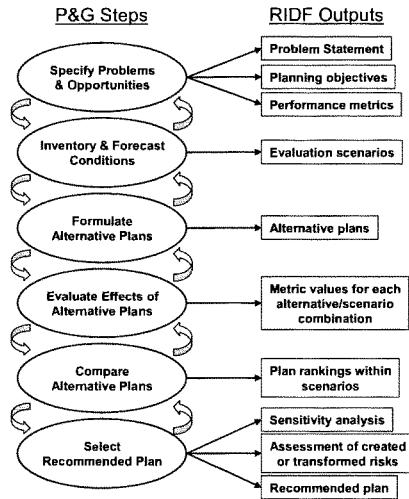 P&G Steps
RIDF Outputs
Specify Problems
& Opportunities
Problem Statement
Planning objectives
Performance metrics
Inventory & Forecast
Conditions
Evaluation scenarios
Formulate
Alternative Plans
Alternative plans
Evaluate Effects of
Alternative Plans
Metric values for each
alternative/scenario
combination
Compare
Alternative Plans
Plan rankings within
scenarios
Select
Recommended Plan
Sensitivity analysis
Assessment of created
or transformed risks
Recommended plan